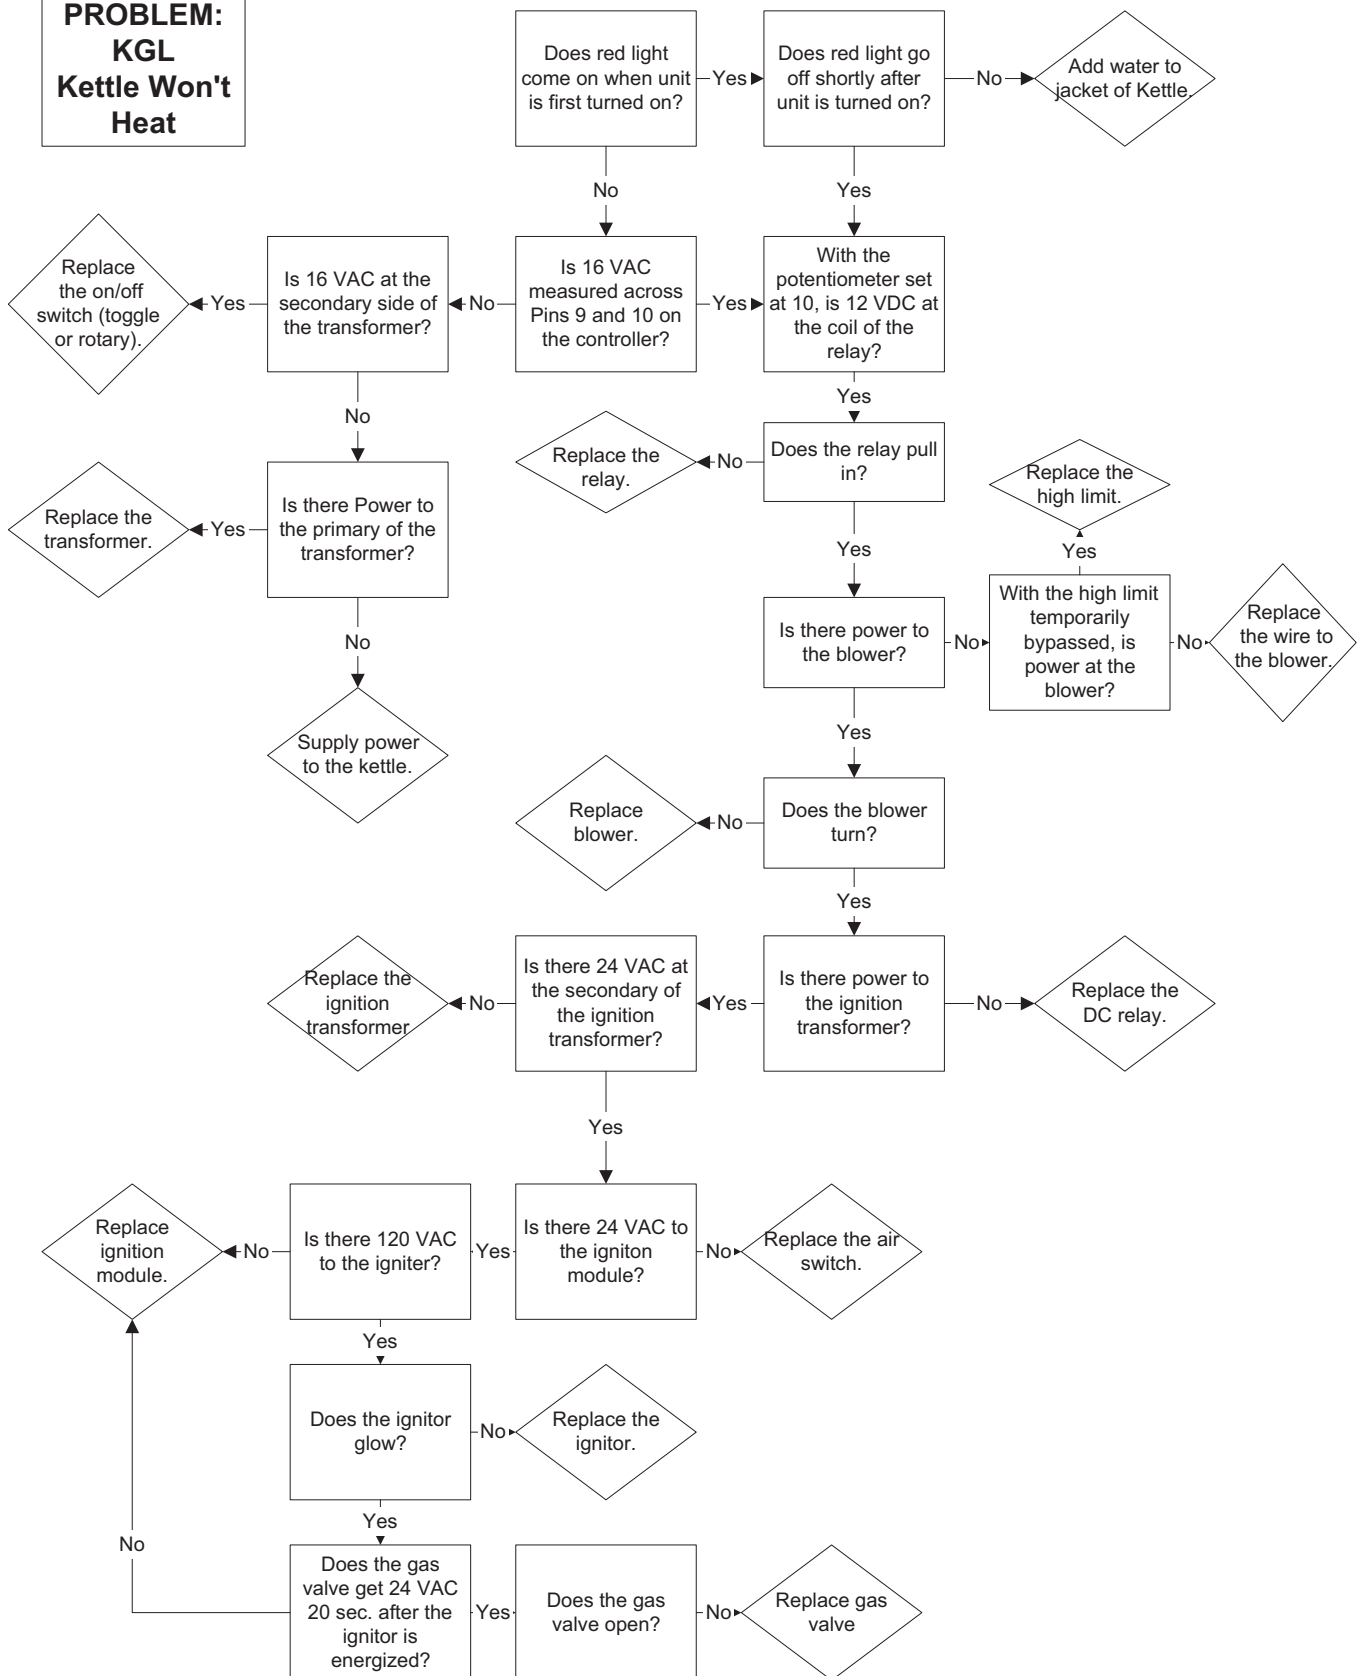 PROBLEM:
KGL
Kettle Won't
Heat
Does red light
come on when unit
is first turned on?
Yes
Does red light go
off shortly after
unit is turned on?
No
Add water to
jacket of Kettle.
No
Yes
Replace
the on/off
switch (toggle
or rotary).
Yes
Is 16 VAC at the
secondary side of
the transformer?
No
Is 16 VAC
measured across
Pins 9 and 10 on
the controller?
Yes
With the
potentiometer set
at 10, is 12 VDC at
the coil of the
relay?
No
Yes
Replace the
relay.
No
Does the relay pull
in?
Replace the
high limit.
Replace the
transformer.
Yes
Is there Power to
the primary of the
transformer?
Yes
Yes
No
Is there power to
the blower?
No
With the high limit
temporarily
bypassed, is
power at the
blower?
No
Replace
the wire to
the blower.
Supply power
to the kettle.
Yes
Replace
blower.
No
Does the blower
turn?
Yes
Replace the
ignition
transformer
No
Is there 24 VAC at
the secondary of
the ignition
transformer?
Yes
Is there power to
the ignition
transformer?
No
Replace the
DC relay.
Yes
Replace
ignition
module.
No
Is there 120 VAC
to the igniter?
Yes
Is there 24 VAC to
the igniton
module?
No
Replace the air
switch.
Yes
Does the ignitor
glow?
No
Replace the
ignitor.
Yes
No
Does the gas
valve get 24 VAC
20 sec. after the
ignitor is
energized?
Yes
Does the gas
valve open?
No
Replace gas
valve